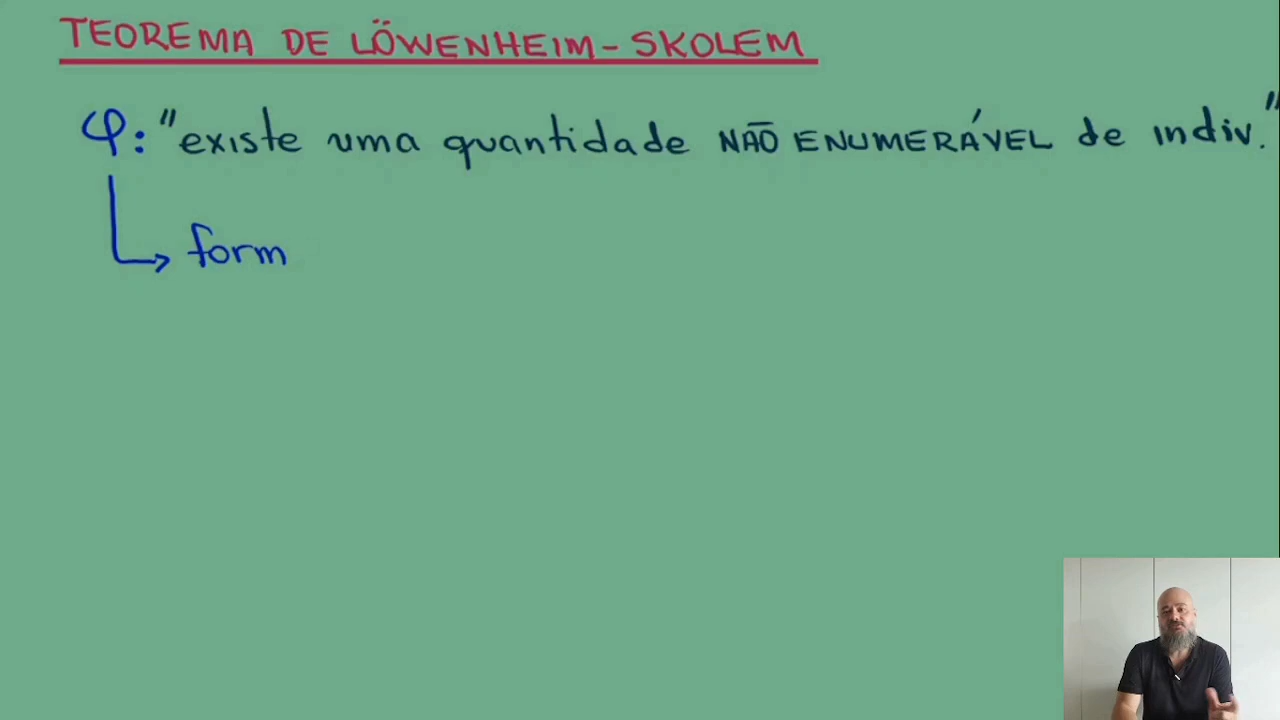 TEOREMA DE LÖWENHEIM-SKOLEM
φ: "existe uma quantidade NÃO ENUMERÁVEL de indiv."
↳ form